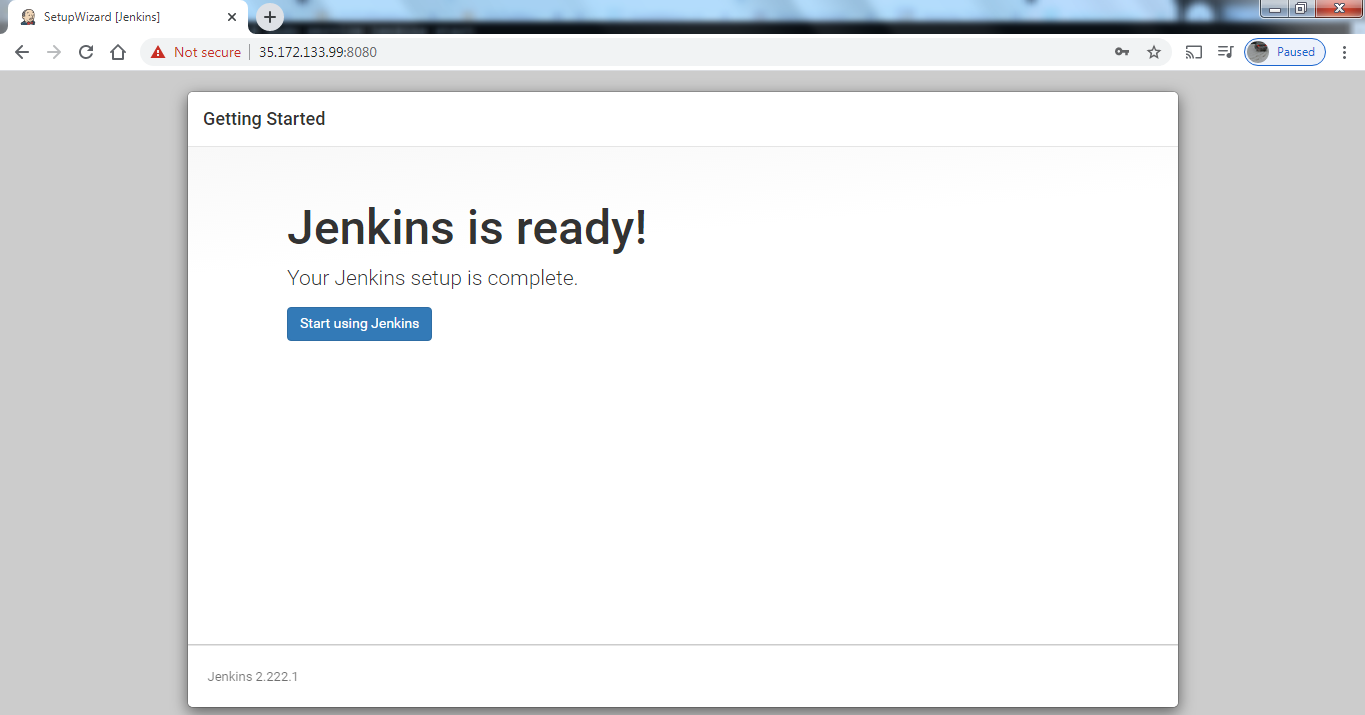 SetupWizard [Jenkins]
Not secure
35.172.133.99:8080
Paused
Getting Started
Jenkins is ready!
Your Jenkins setup is complete.
Start using Jenkins
Jenkins 2.222.1